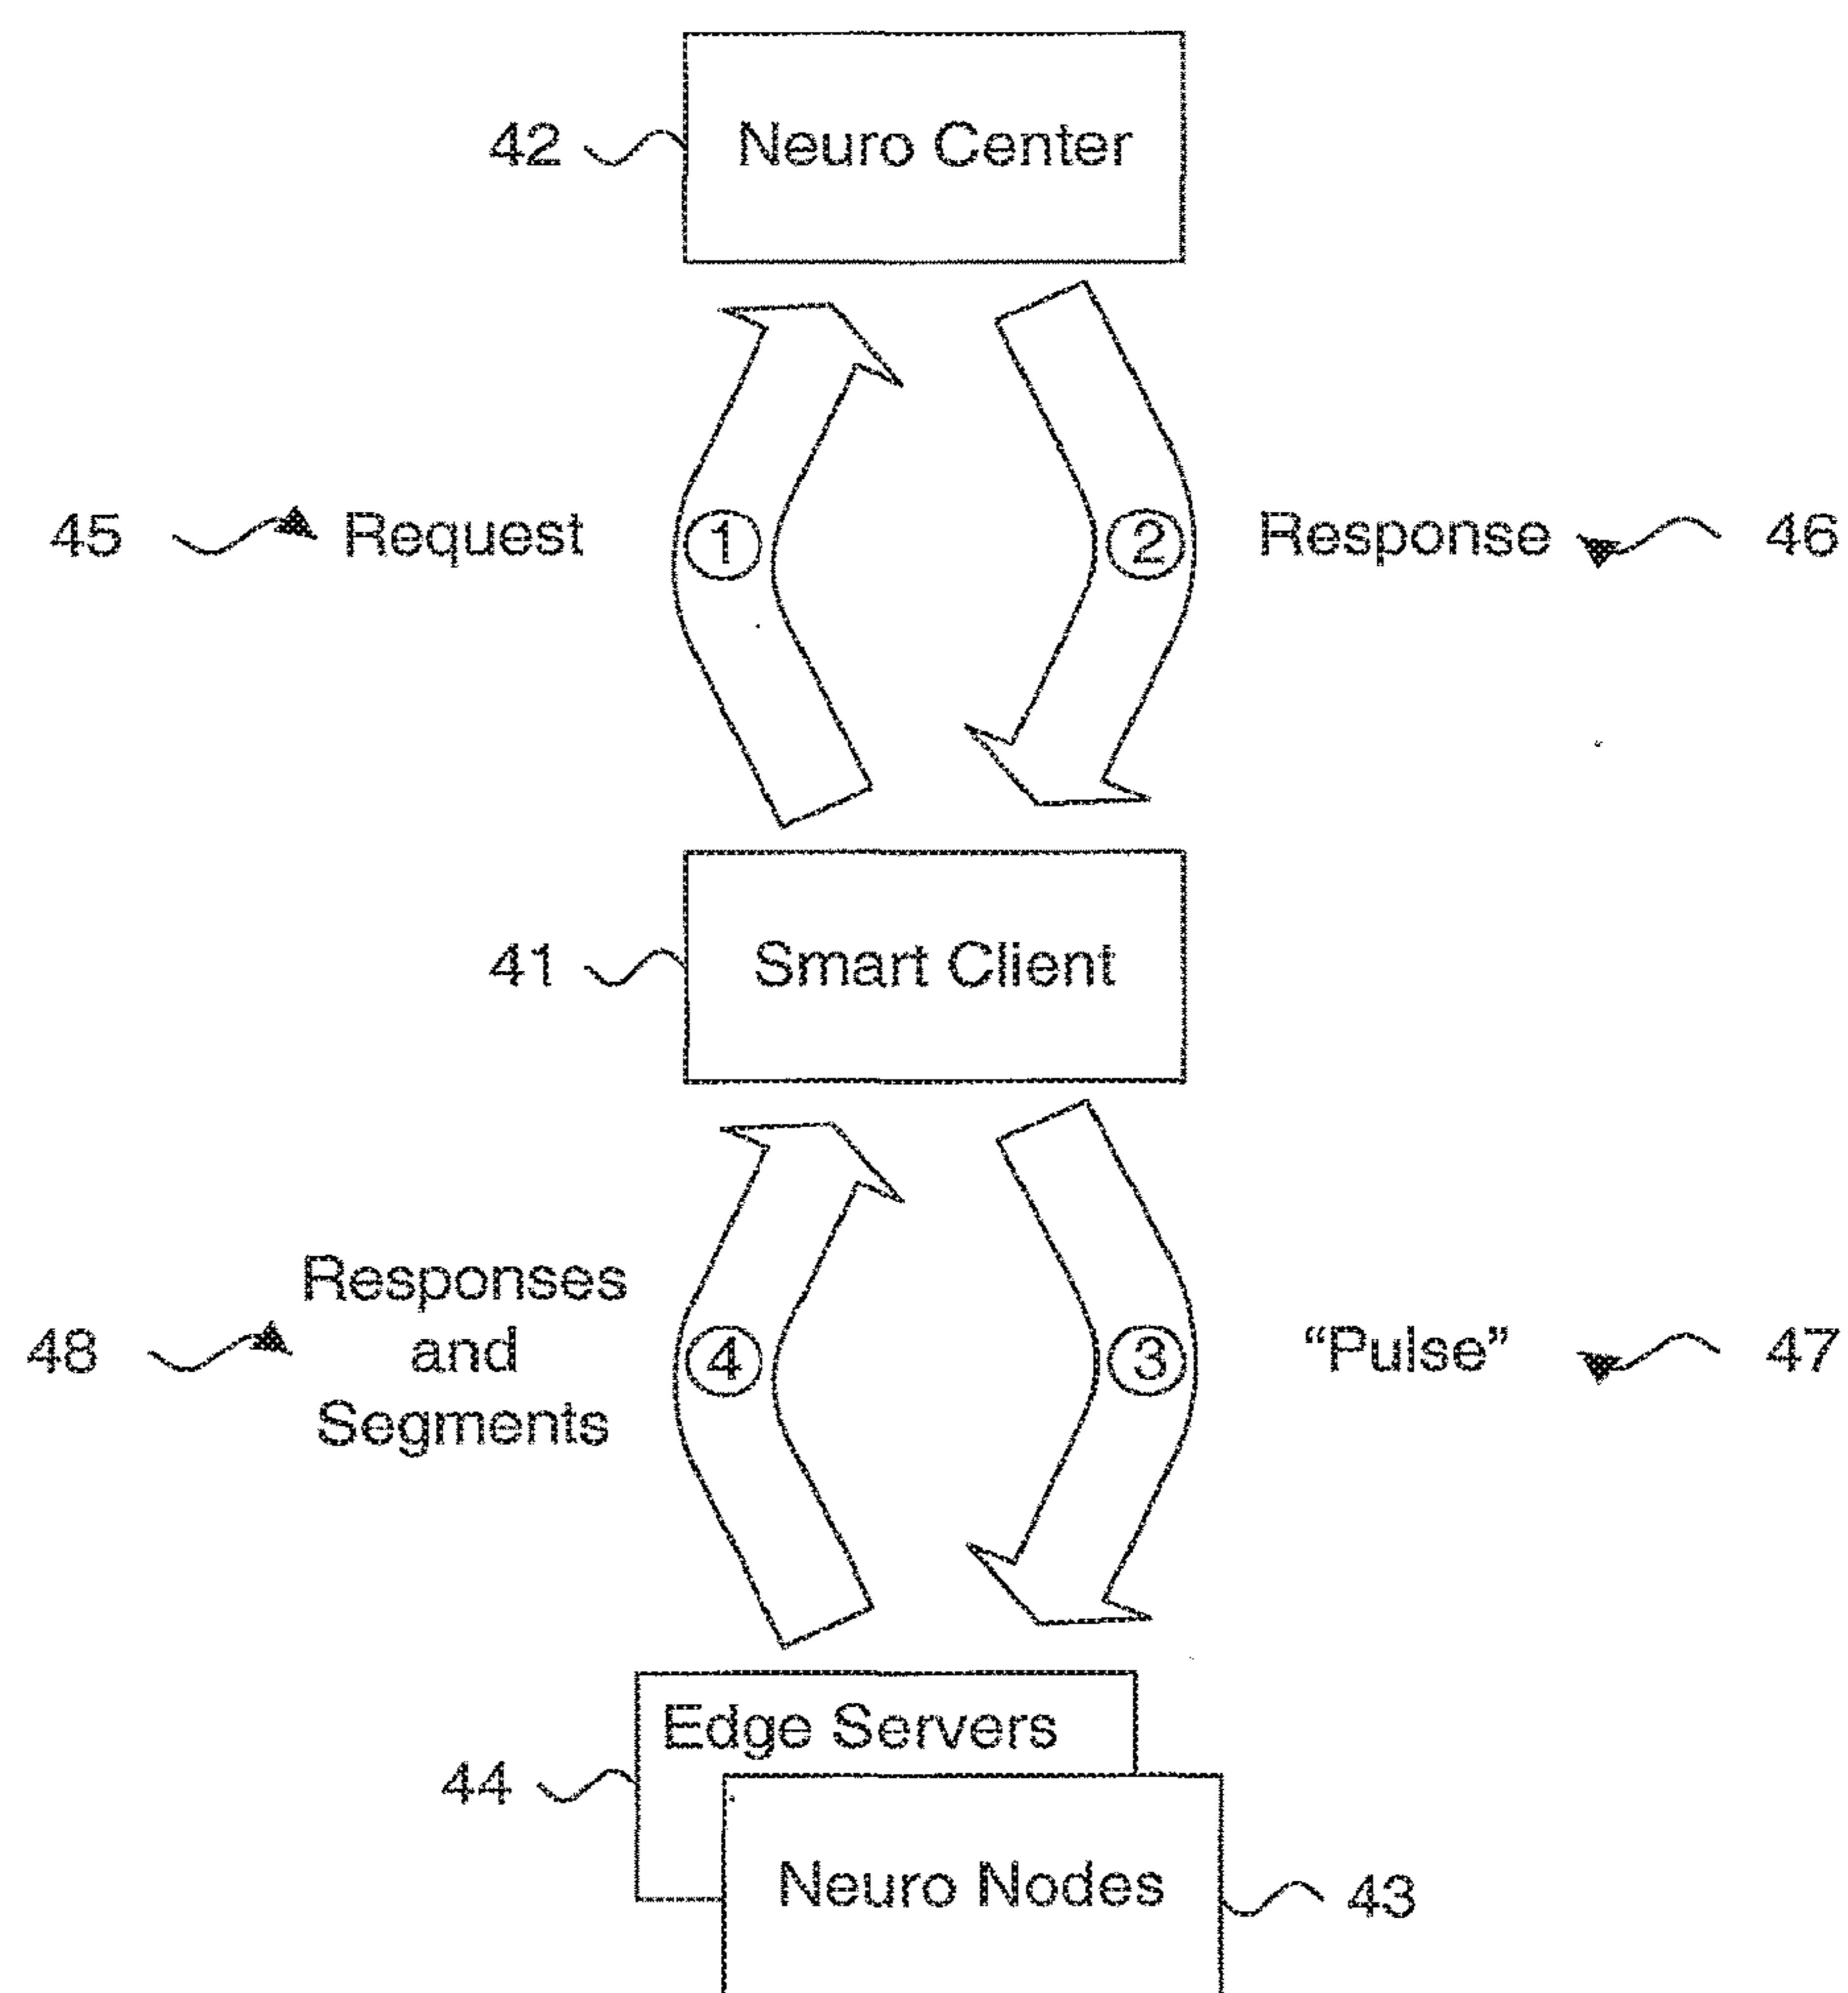 42 Neuro Center
45 Request 1 2 Response 46
41 Smart Client
Responses
48 and 4 3 “Pulse” 47
Segments
Edge Servers
44
Neuro Nodes 43